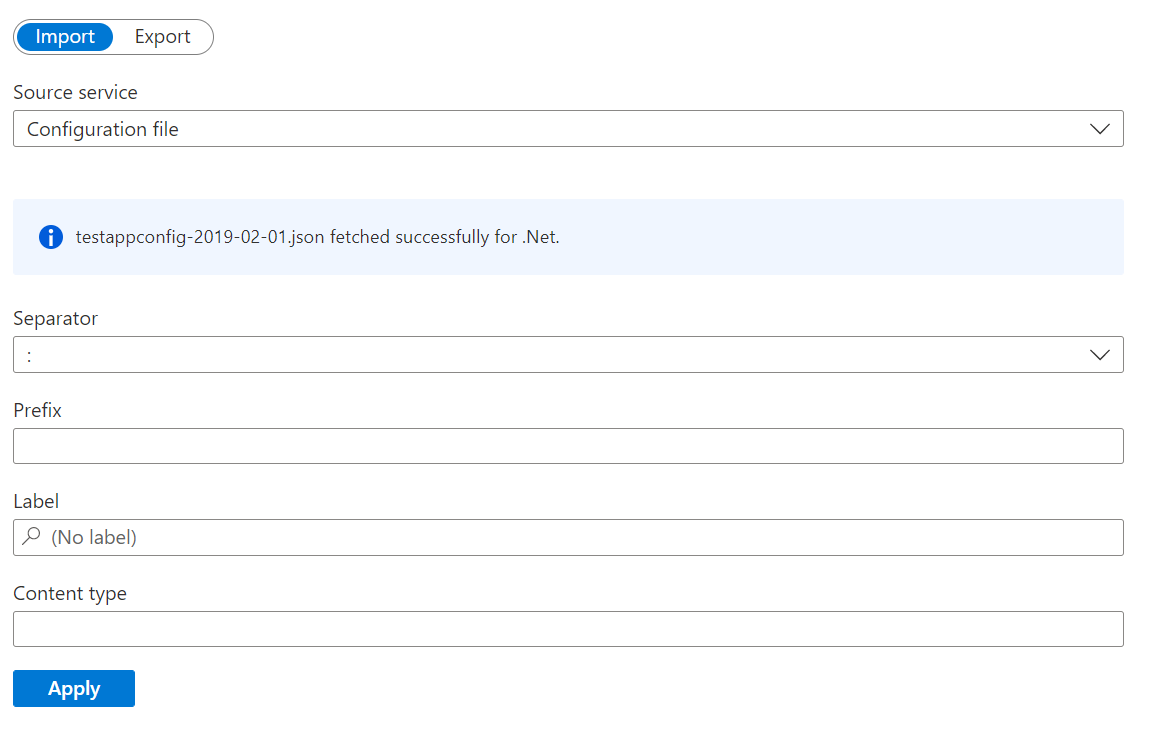 Import Export
Source service
Configuration file
testappconfig-2019-02-01.json fetched successfully for .Net.
Separator
:
Prefix
Label
(No label)
Content type
Apply